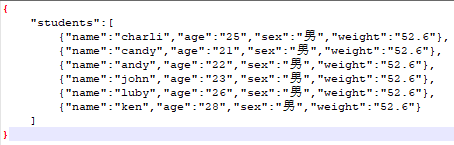 {
    "students":[
        {"name":"charli","age":"25","sex":"男","weight":"52.6"},
        {"name":"candy","age":"21","sex":"男","weight":"52.6"},
        {"name":"andy","age":"22","sex":"男","weight":"52.6"},
        {"name":"john","age":"23","sex":"男","weight":"52.6"},
        {"name":"luby","age":"26","sex":"男","weight":"52.6"},
        {"name":"ken","age":"28","sex":"男","weight":"52.6"}
    ]
}